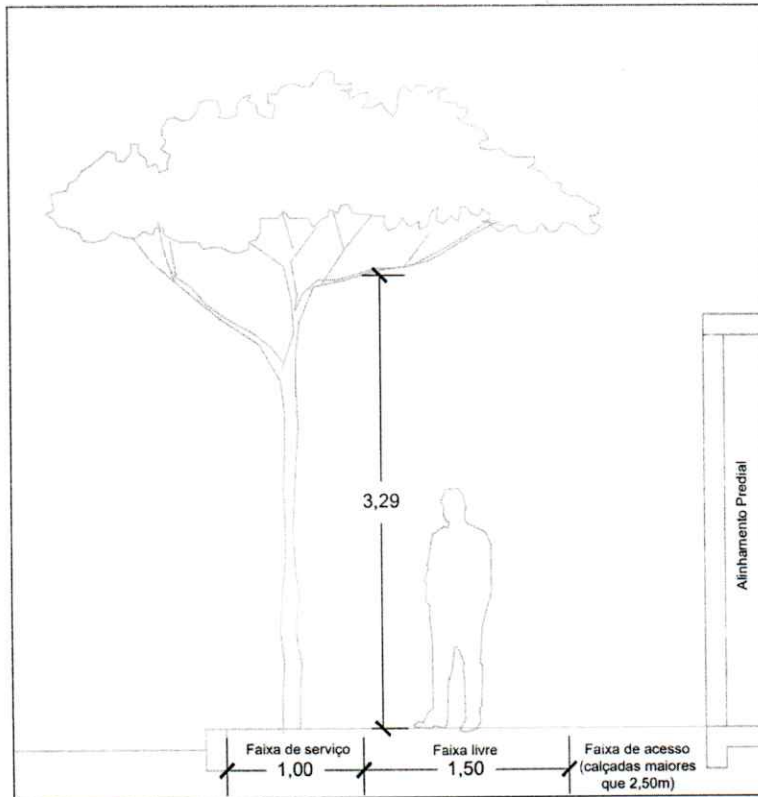 3,29
Alinhamento Predial
Faixa de serviço
1,00
Faixa livre
1,50
Faixa de acesso
(calçadas maiores
que 2,50m)